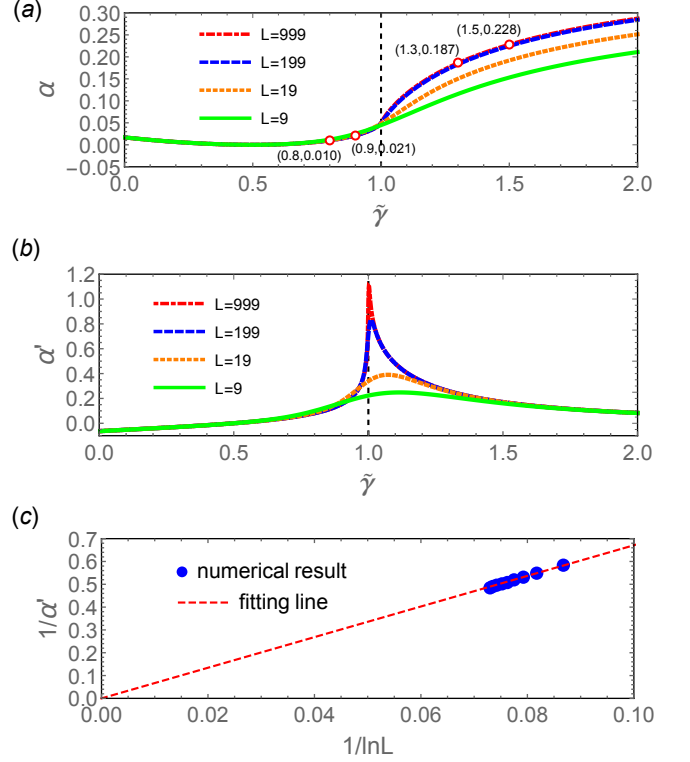 (a)
α
0.30
0.25
0.20
0.15
0.10
0.05
0.00
−0.05
L=999
L=199
L=19
L=9
(1.5,0.228)
(1.3,0.187)
(0.8,0.010)
(0.9,0.021)
0.0 0.5 1.0 1.5 2.0
γ̃
(b)
α'
1.2
1.0
0.8
0.6
0.4
0.2
0.0
L=999
L=199
L=19
L=9
0.0 0.5 1.0 1.5 2.0
γ̃
(c)
1/α'
0.7
0.6
0.5
0.4
0.3
0.2
0.1
0.0
numerical result
fitting line
0.00 0.02 0.04 0.06 0.08 0.10
1/lnL